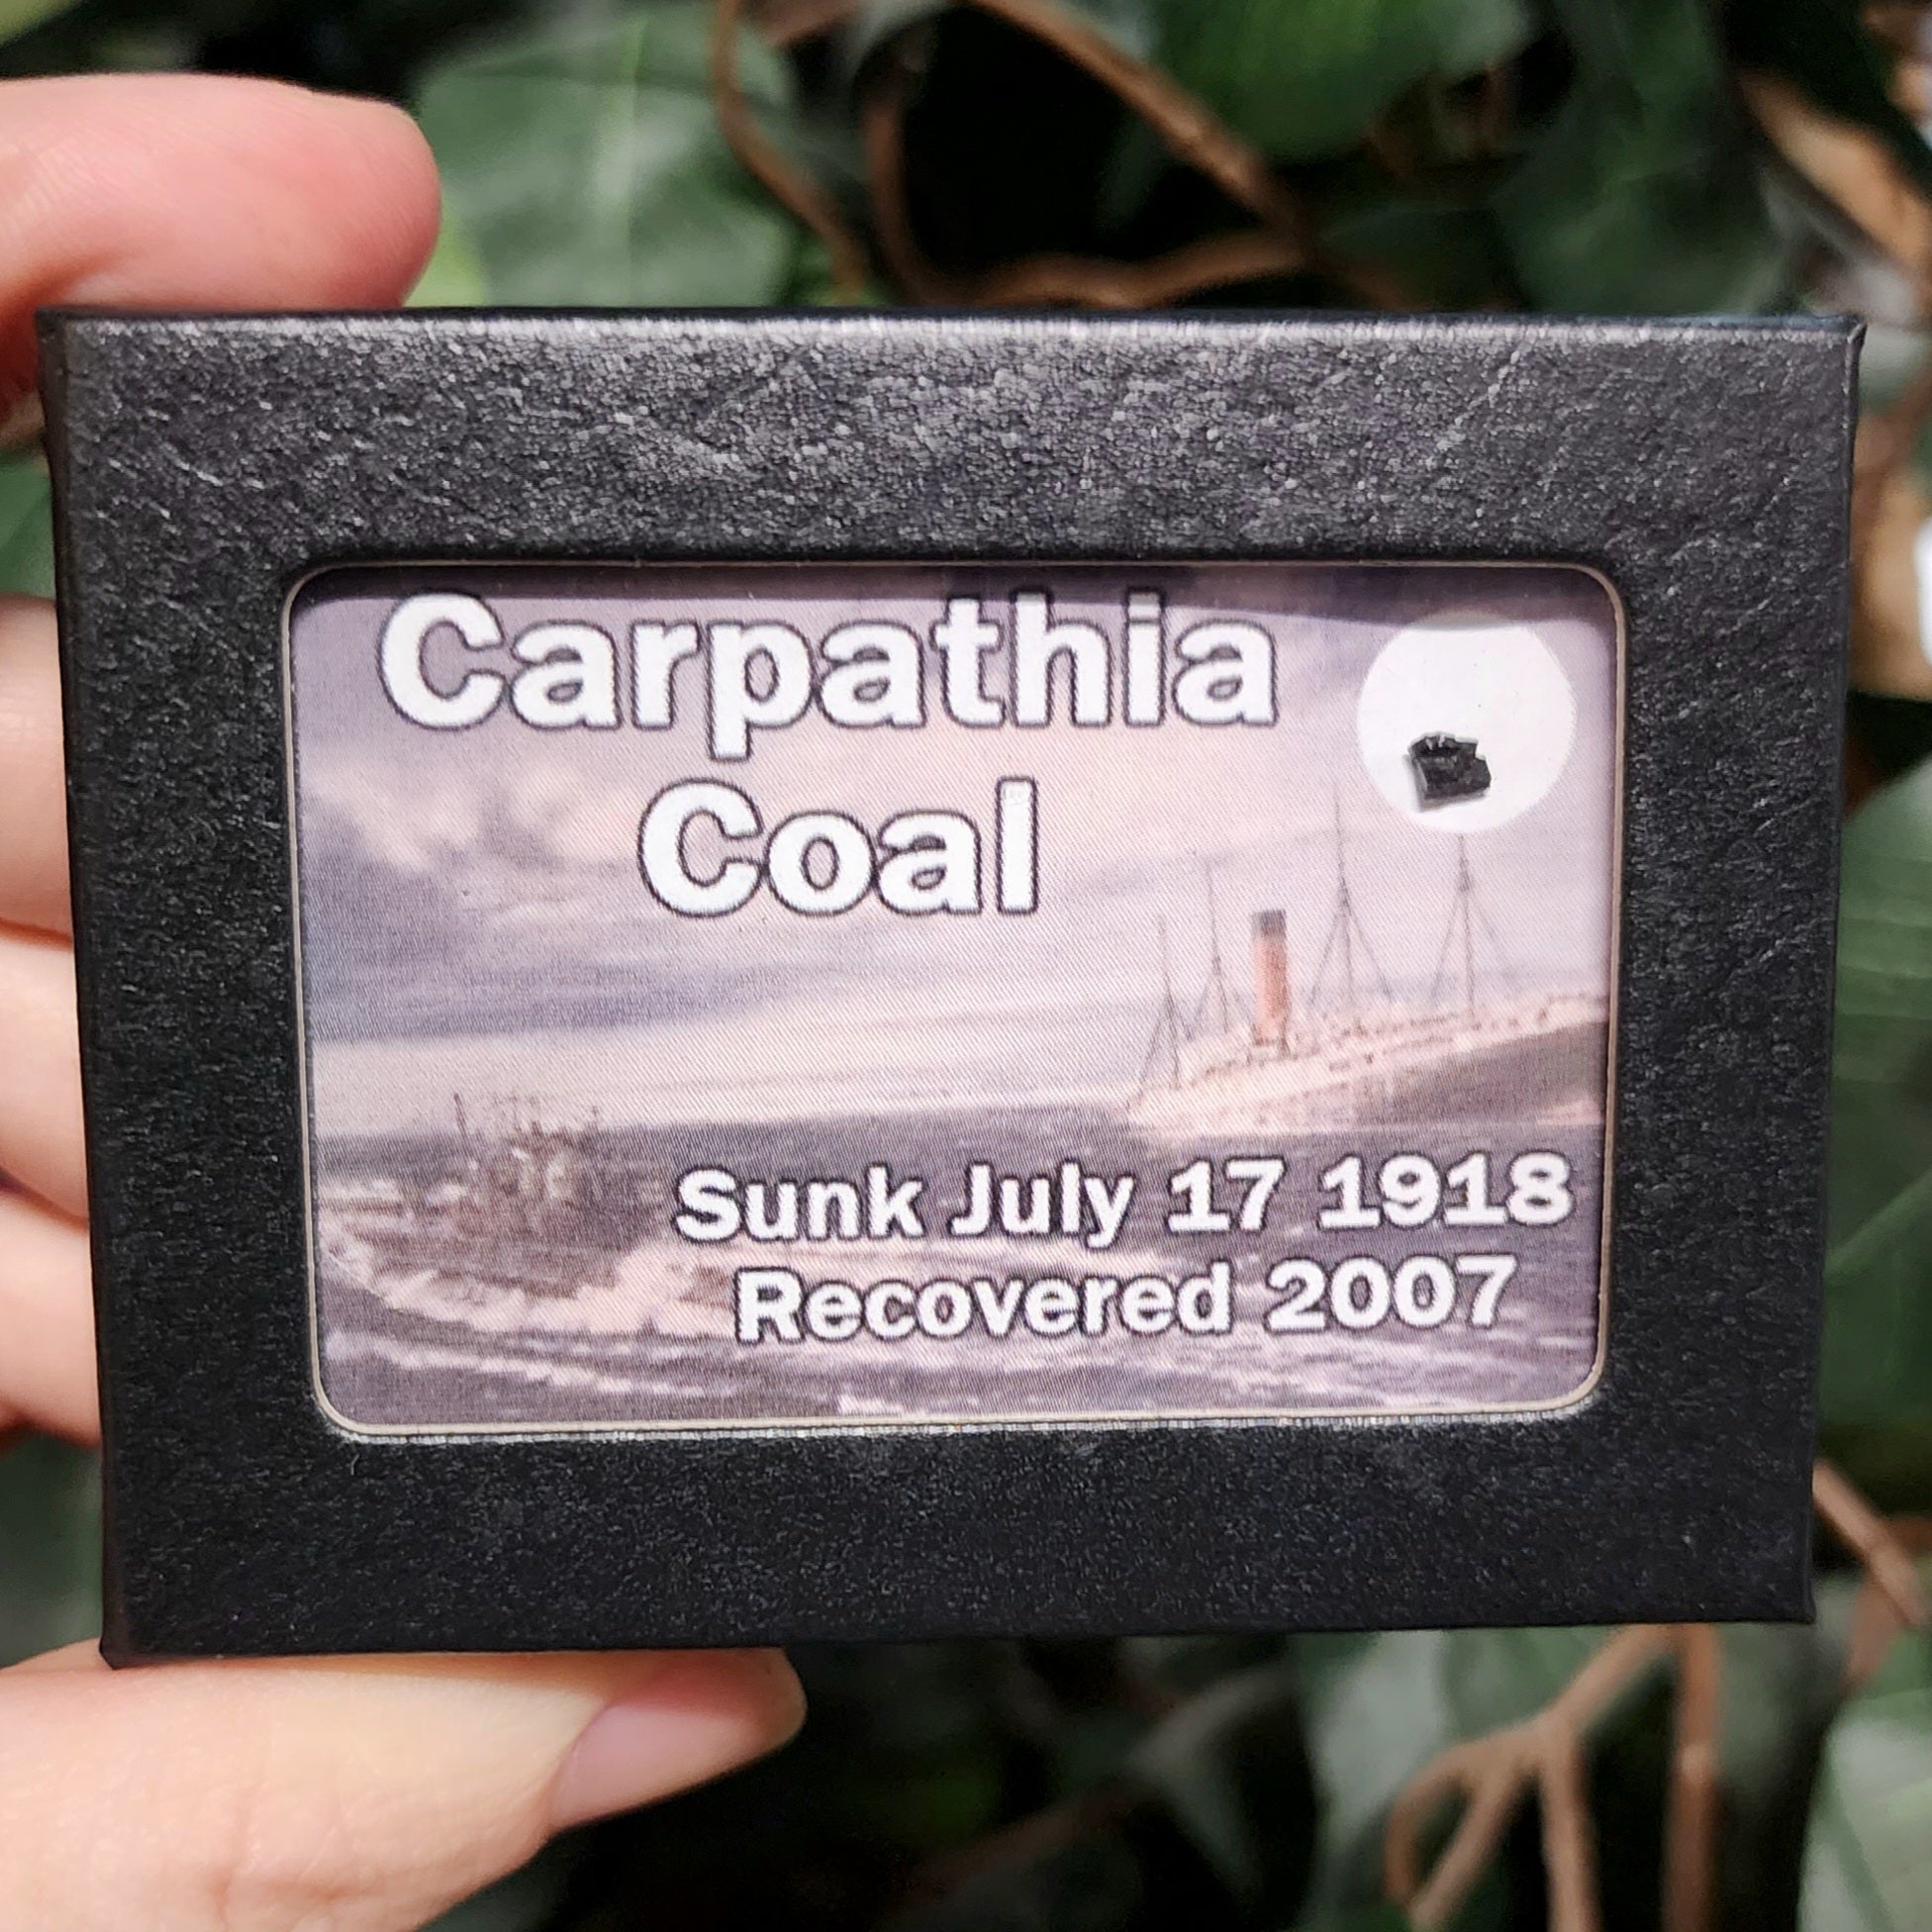 Carpathia
Coal
Sunk July 17 1918
Recovered 2007